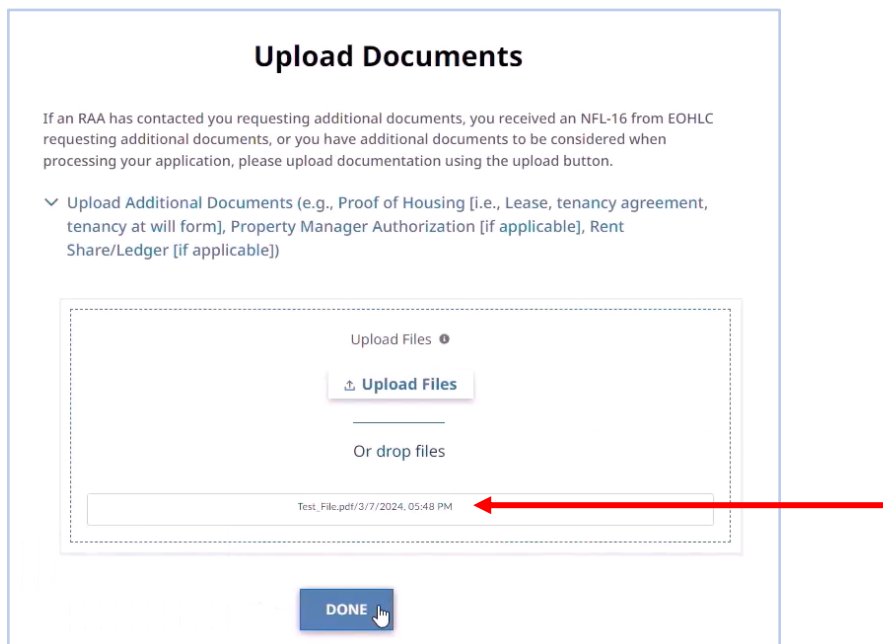 Upload Documents
If an RAA has contacted you requesting additional documents, you received an NFL-16 from EOHLC
requesting additional documents, or you have additional documents to be considered when
processing your application, please upload documentation using the upload button.
Upload Additional Documents (e.g., Proof of Housing [i.e., Lease, tenancy agreement,
tenancy at will form], Property Manager Authorization [if applicable], Rent
Share/Ledger [if applicable])
Upload Files
Upload Files
Or drop files
Test_File.pdf/3/7/2024, 05:48 PM
DONE